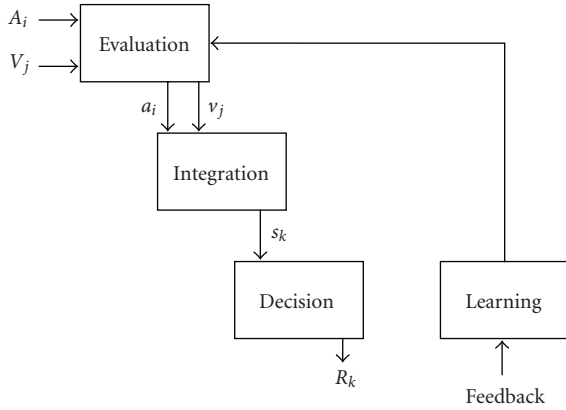 A_i
Evaluation
V_j
a_i
v_j
Integration
s_k
Decision
Learning
R_k
Feedback